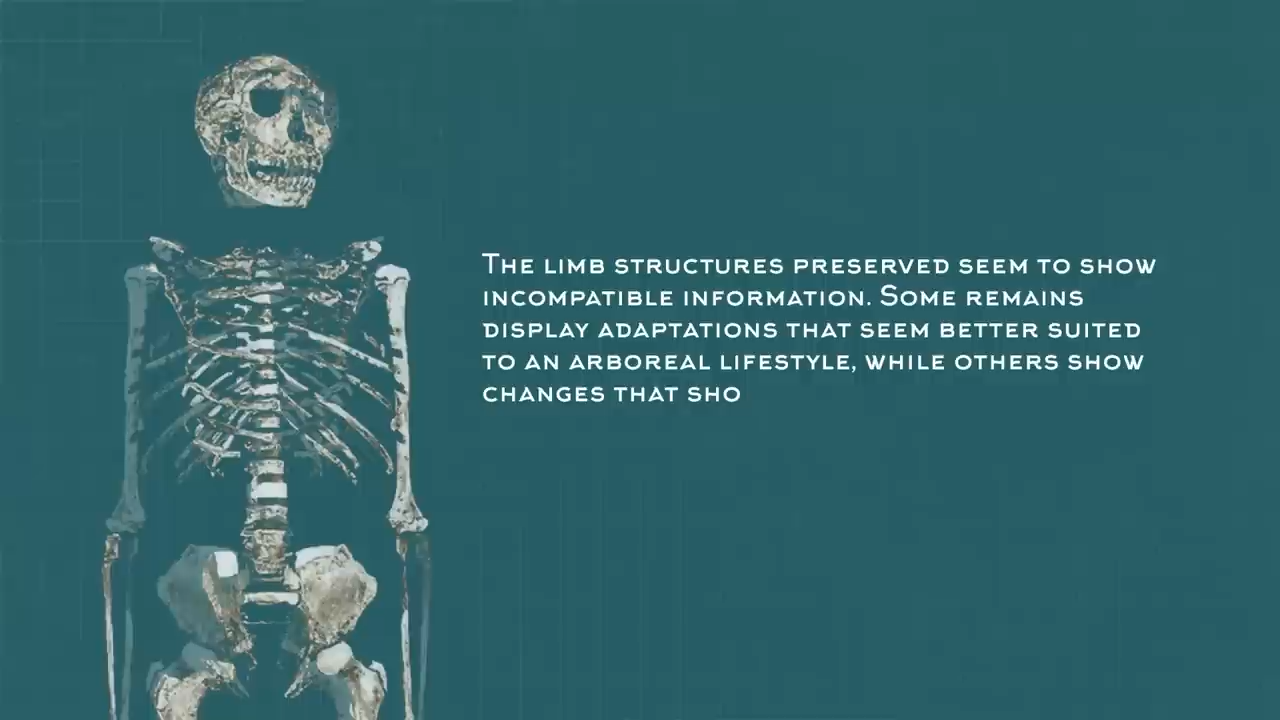 The limb structures preserved seem to show
incompatible information. Some remains
display adaptations that seem better suited
to an arboreal lifestyle, while others show
changes that sho